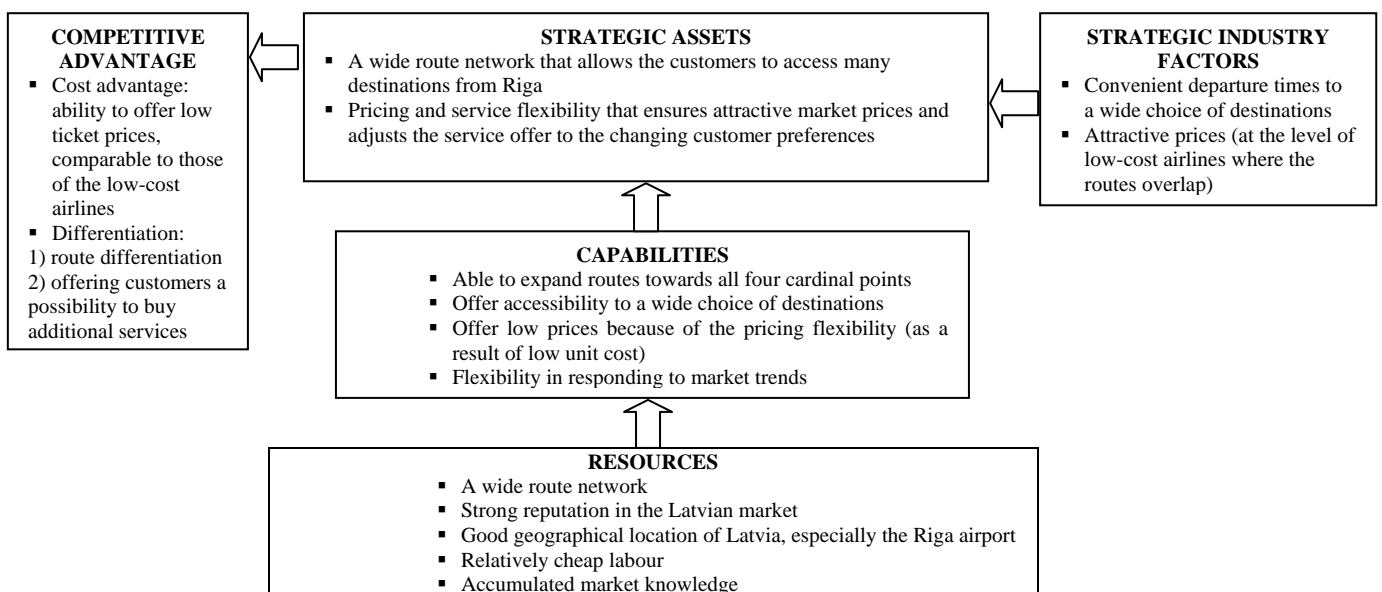 COMPETITIVE
ADVANTAGE
▪ Cost advantage:
ability to offer low
ticket prices,
comparable to those
of the low-cost
airlines
▪ Differentiation:
1) route differentiation
2) offering customers a
possibility to buy
additional services
STRATEGIC ASSETS
▪ A wide route network that allows the customers to access many
destinations from Riga
▪ Pricing and service flexibility that ensures attractive market prices and
adjusts the service offer to the changing customer preferences
STRATEGIC INDUSTRY
FACTORS
▪ Convenient departure times to
a wide choice of destinations
▪ Attractive prices (at the level of
low-cost airlines where the
routes overlap)
CAPABILITIES
▪ Able to expand routes towards all four cardinal points
▪ Offer accessibility to a wide choice of destinations
▪ Offer low prices because of the pricing flexibility (as a
result of low unit cost)
▪ Flexibility in responding to market trends
RESOURCES
▪ A wide route network
▪ Strong reputation in the Latvian market
▪ Good geographical location of Latvia, especially the Riga airport
▪ Relatively cheap labour
▪ Accumulated market knowledge